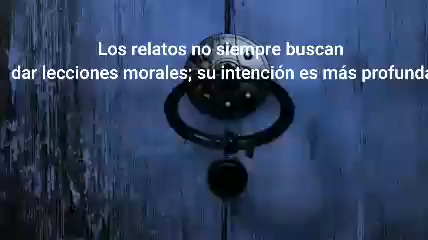 Los relatos no siempre buscan
dar lecciones morales; su intención es más profunda